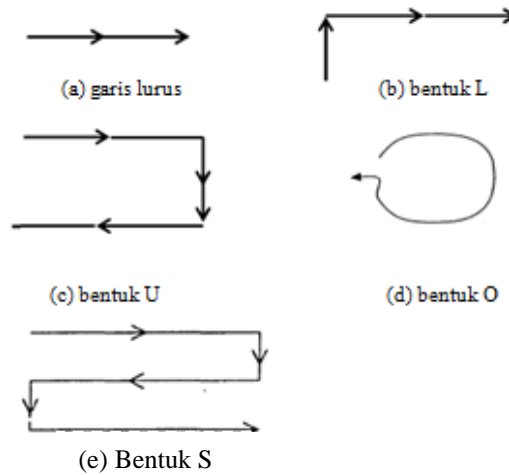 (a) garis lurus
(b) bentuk L
(c) bentuk U
(d) bentuk O
(e) Bentuk S